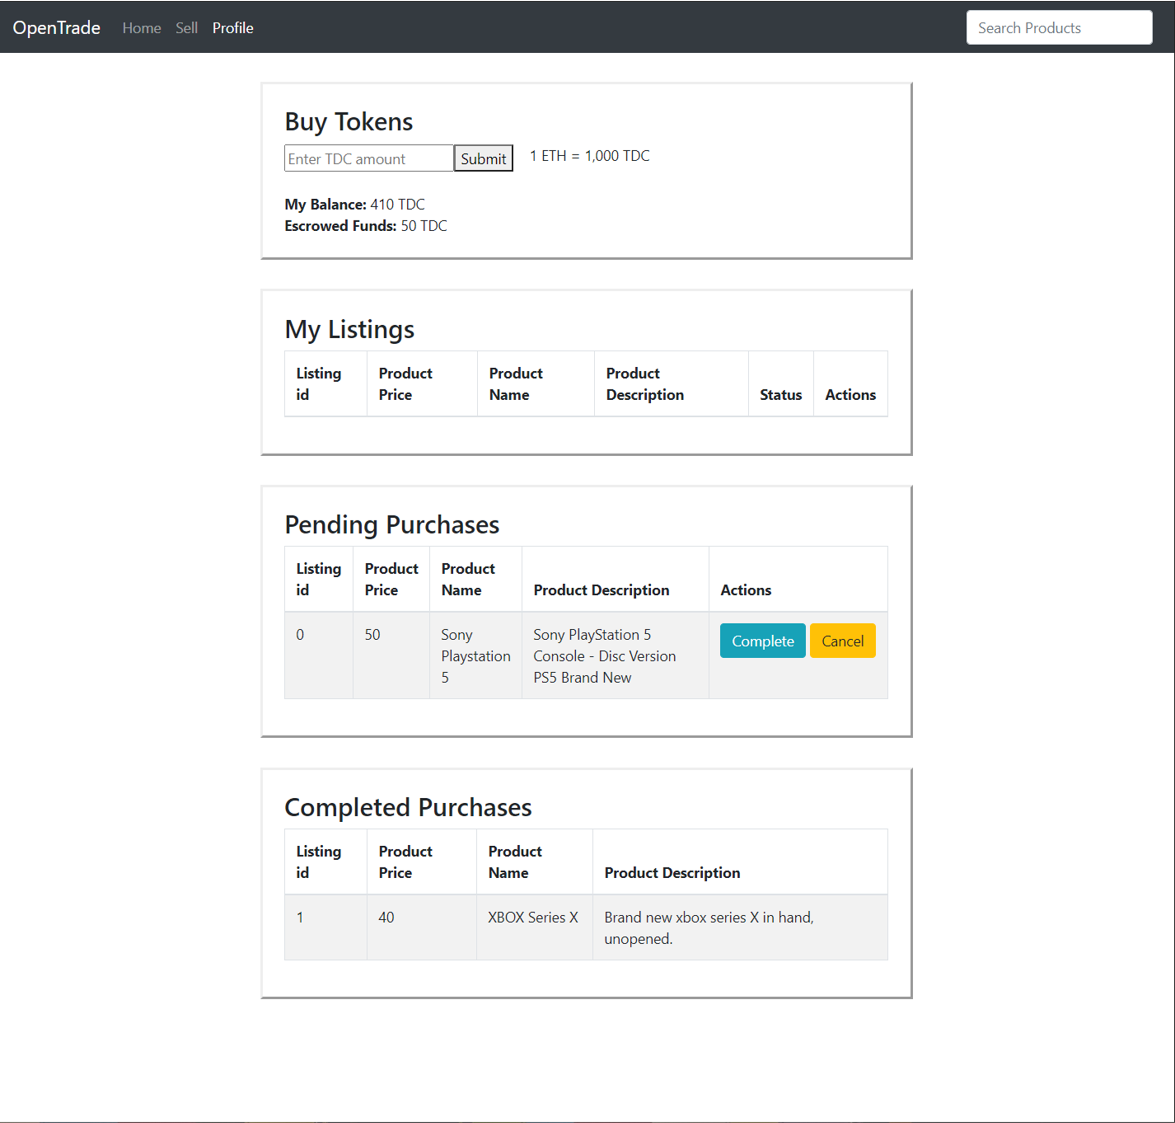 OpenTrade Home Sell Profile Search Products
Buy Tokens
Enter TDC amount Submit 1 ETH = 1,000 TDC
My Balance: 410 TDC
Escrowed Funds: 50 TDC
My Listings
Listing id Product Price Product Name Product Description Status Actions
Pending Purchases
Listing id Product Price Product Name Product Description Actions
0 50 Sony Playstation 5 Sony PlayStation 5 Console - Disc Version PS5 Brand New Complete Cancel
Completed Purchases
Listing id Product Price Product Name Product Description
1 40 XBOX Series X Brand new xbox series X in hand, unopened.